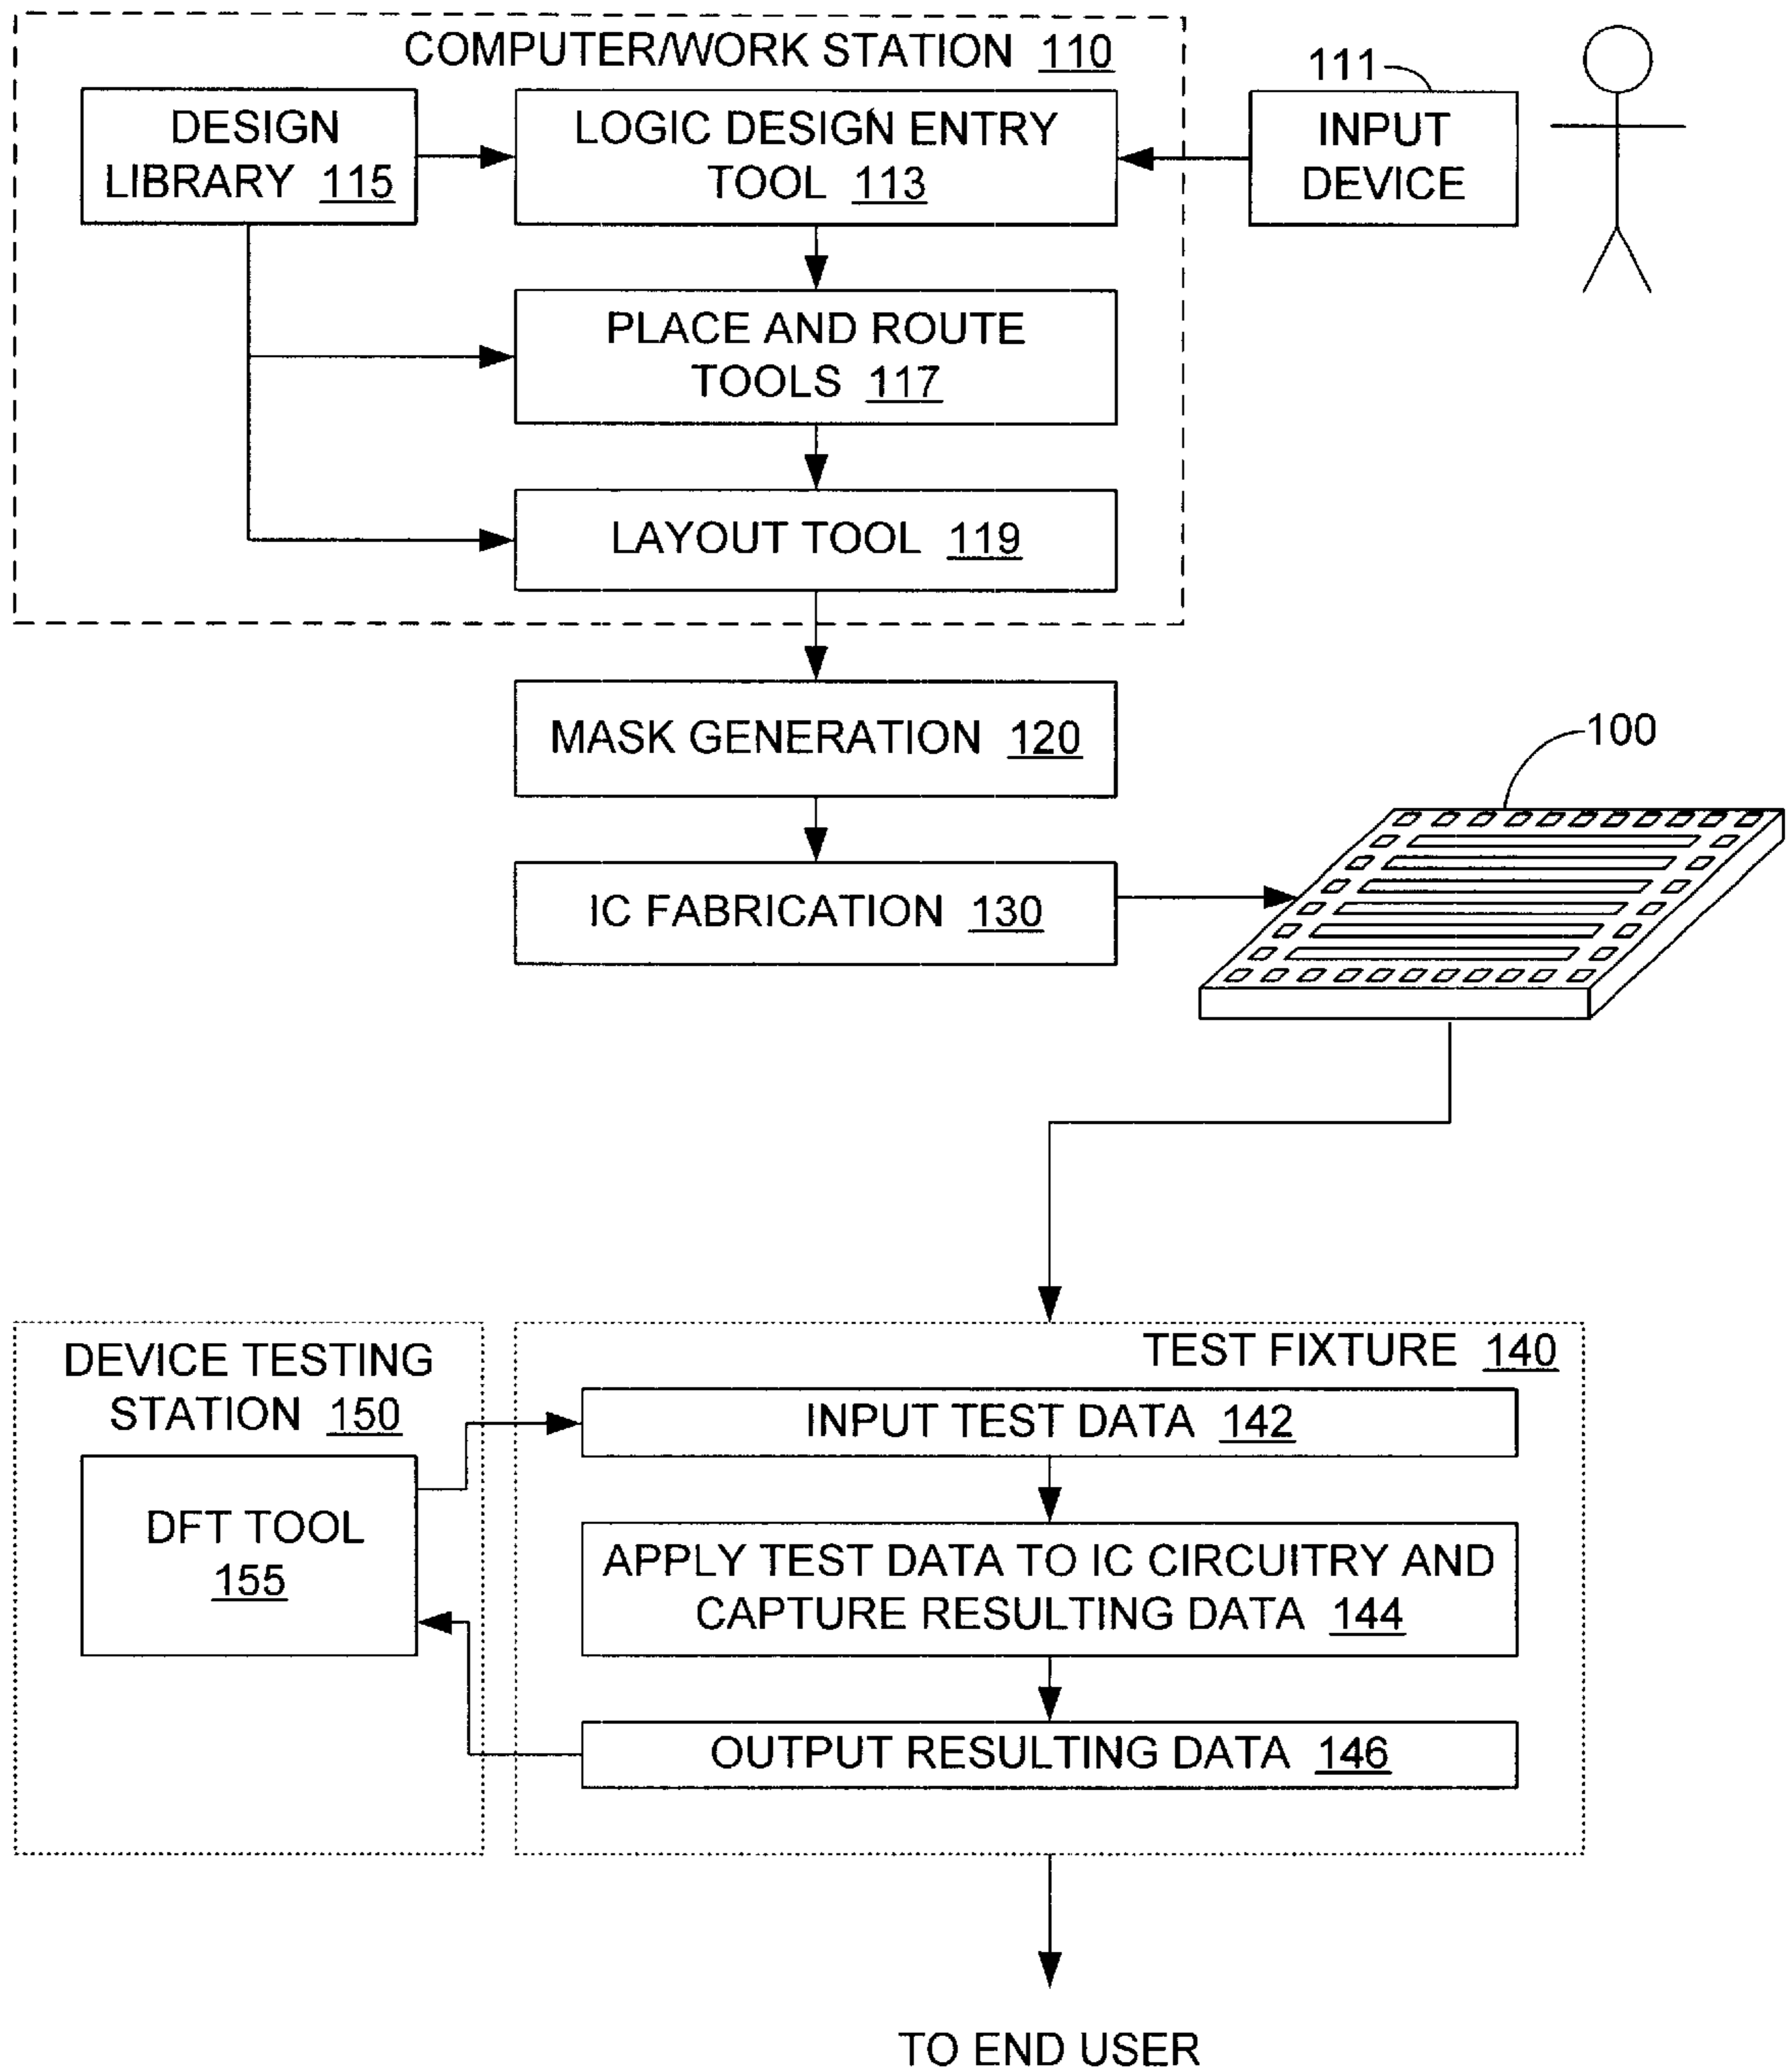 COMPUTER/WORK STATION 110
111
DESIGN
LIBRARY 115
LOGIC DESIGN ENTRY
TOOL 113
INPUT
DEVICE
PLACE AND ROUTE
TOOLS 117
LAYOUT TOOL 119
MASK GENERATION 120
100
IC FABRICATION 130
DEVICE TESTING
STATION 150
DFT TOOL
155
TEST FIXTURE 140
INPUT TEST DATA 142
APPLY TEST DATA TO IC CIRCUITRY AND
CAPTURE RESULTING DATA 144
OUTPUT RESULTING DATA 146
TO END USER